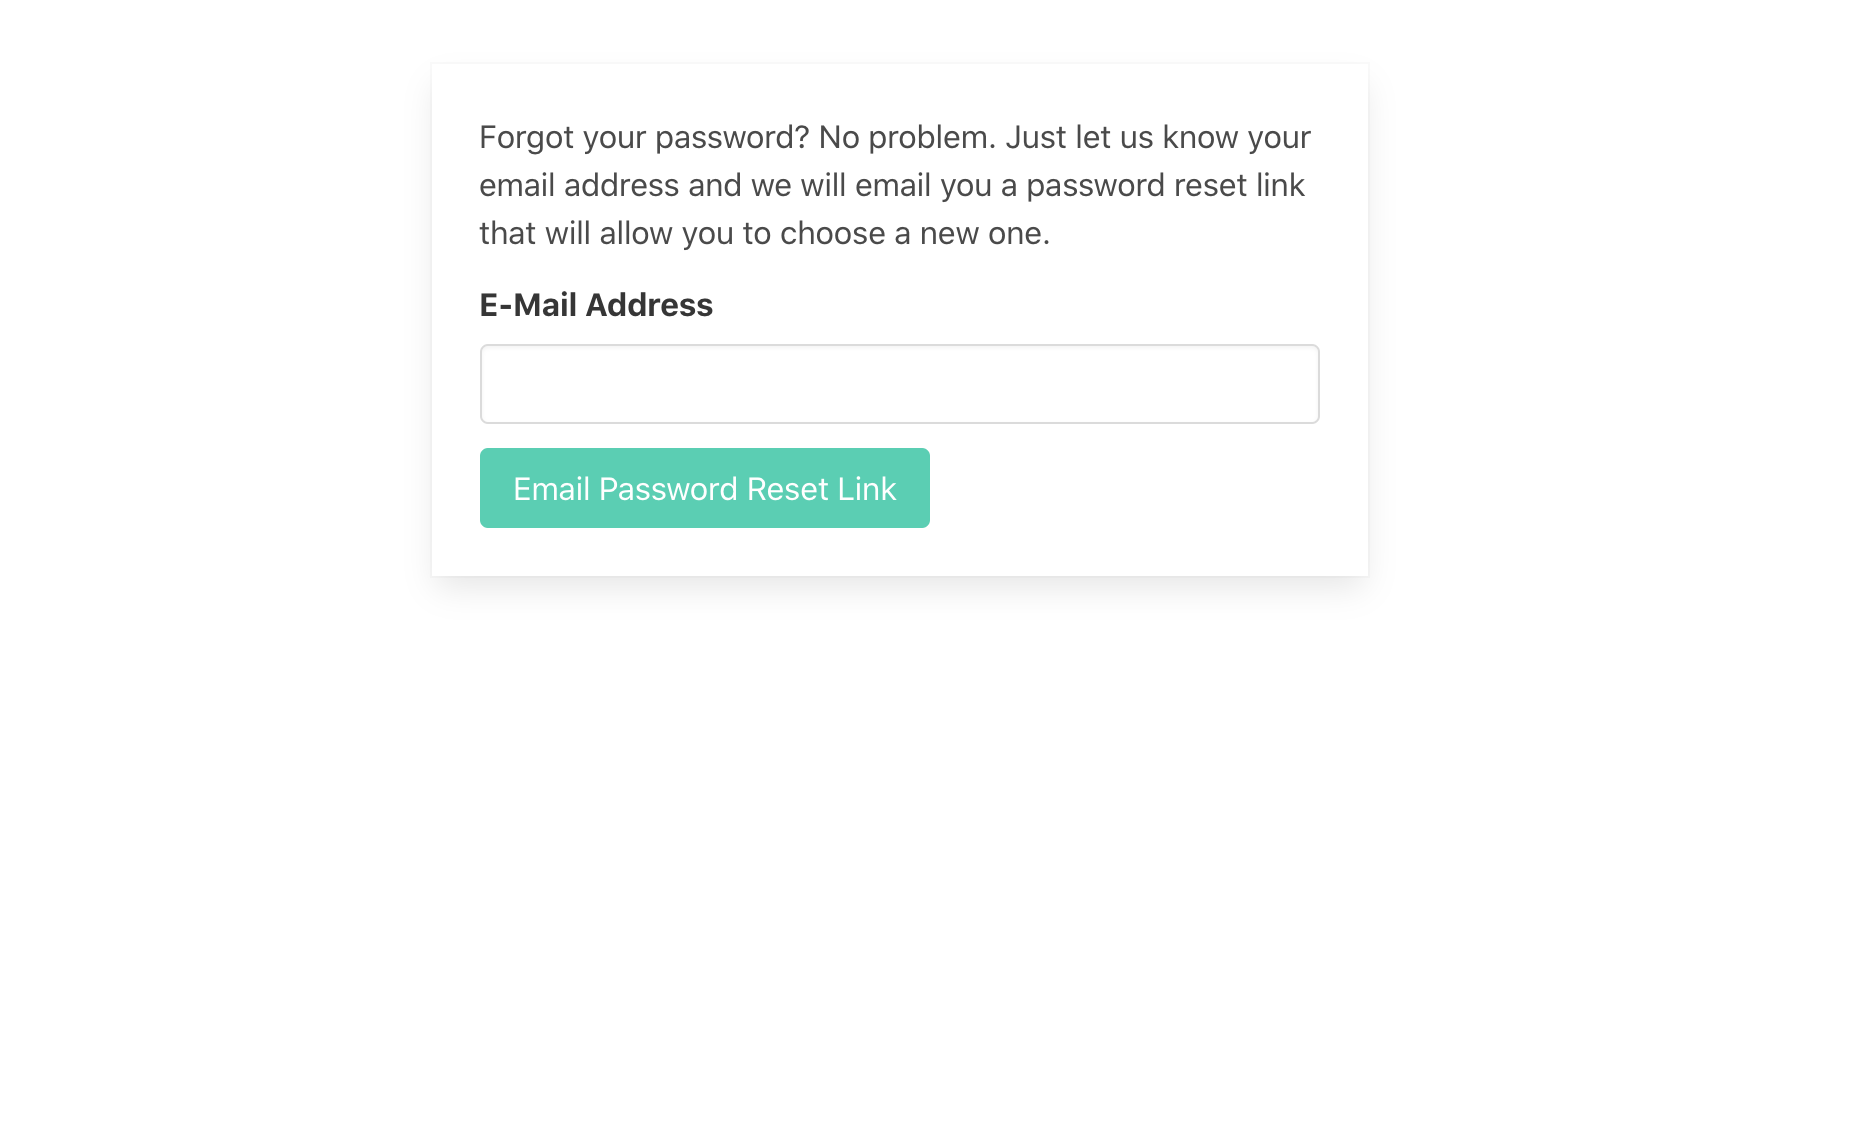 Forgot your password? No problem. Just let us know your
email address and we will email you a password reset link
that will allow you to choose a new one.
E-Mail Address
Email Password Reset Link